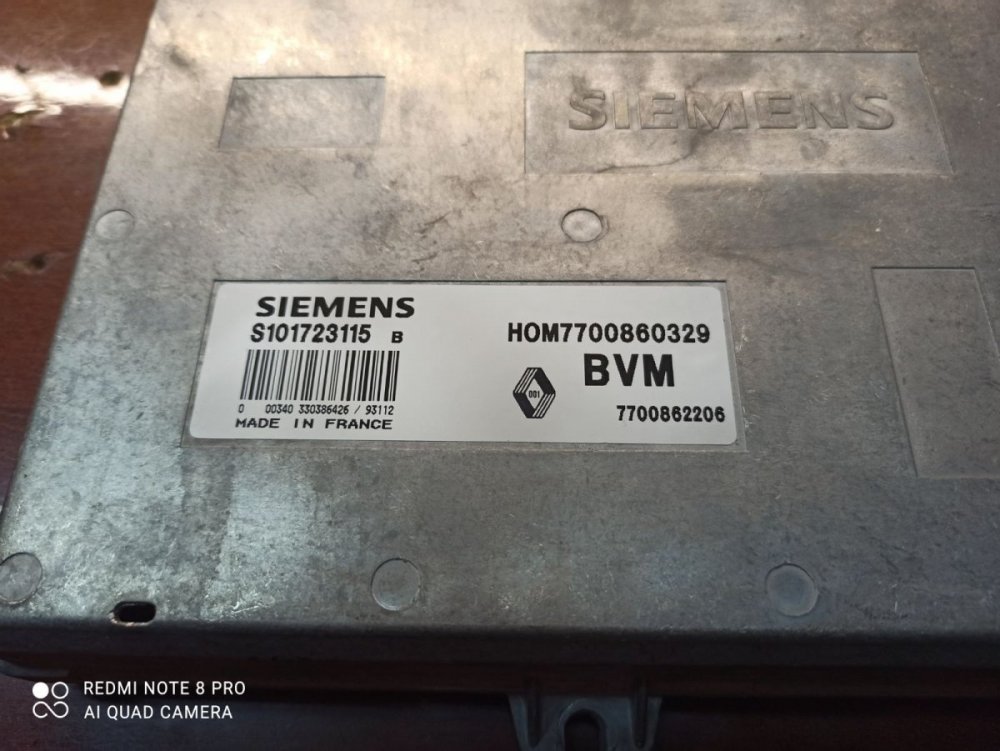 SIEMENS
SIEMENS
S101723115 B
0 00340 330386426 / 93112
MADE IN FRANCE
HOM7700860329
BVM
001
7700862206
REDMI NOTE 8 PRO
AI QUAD CAMERA